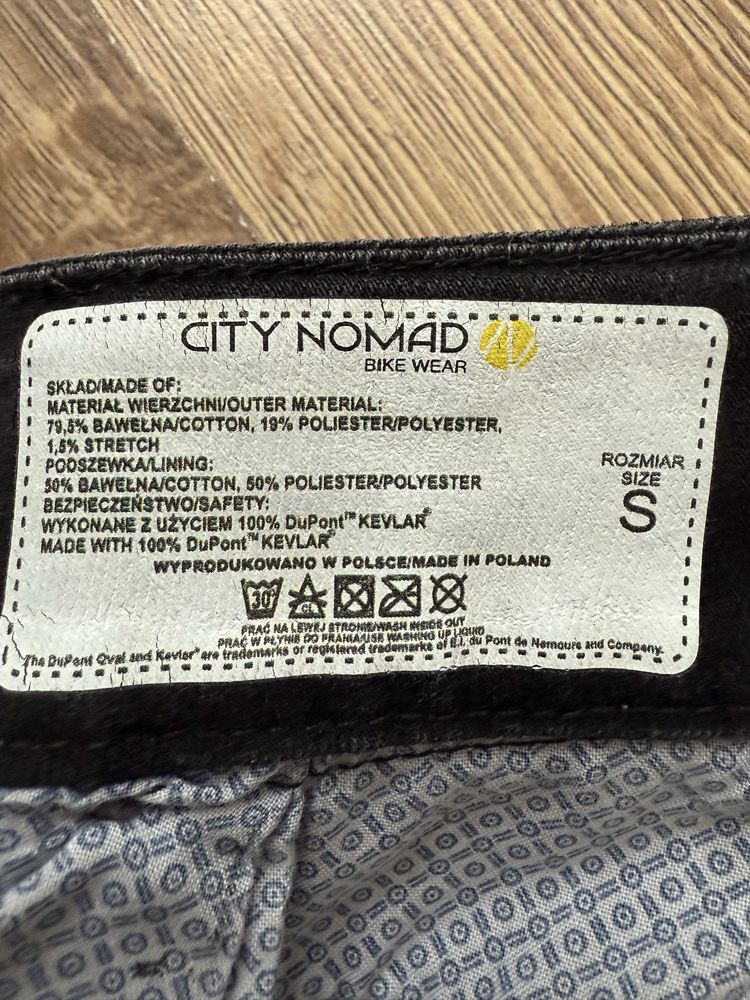 CITY NOMAD
BIKE WEAR
SKŁAD/MADE OF:
MATERIAŁ WIERZCHNI/OUTER MATERIAL:
79,5% BAWEŁNA/COTTON, 19% POLIESTER/POLYESTER,
1,5% STRETCH
PODSZEWKA/LINING:
50% BAWEŁNA/COTTON, 50% POLIESTER/POLYESTER
BEZPIECZEŃSTWO/SAFETY:
WYKONANE Z UŻYCIEM 100% DuPont™ KEVLAR®
MADE WITH 100% DuPont™ KEVLAR®
ROZMIAR
SIZE
S
WYPRODUKOWANO W POLSCE/MADE IN POLAND
30° CL
PRAĆ NA LEWEJ STRONIE/WASH INSIDE OUT
PRAĆ W PŁYNIE DO PRANIA/USE WASHING UP LIQUID
The DuPont Oval and Kevlar® are trademarks or registered trademarks of E.I. du Pont de Nemours and Company.